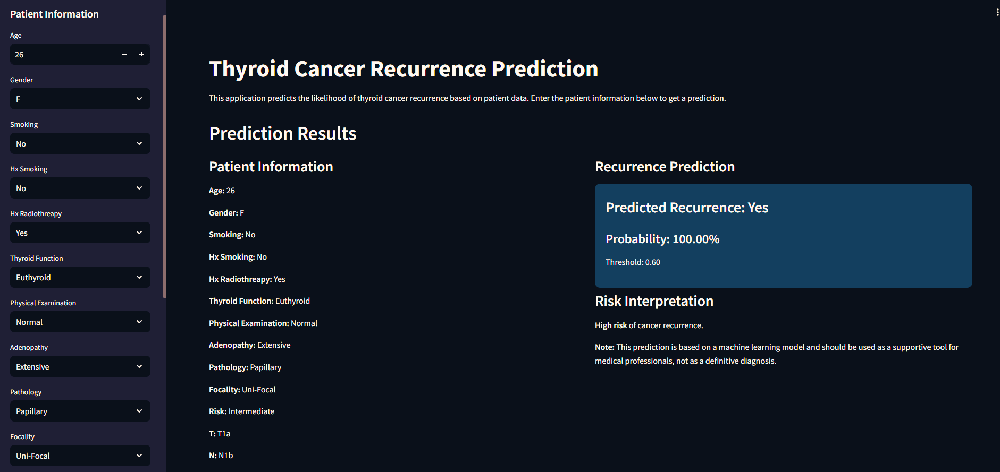 Patient Information
Age
26
Gender
F
Smoking
No
Hx Smoking
No
Hx Radiothreapy
Yes
Thyroid Function
Euthyroid
Physical Examination
Normal
Adenopathy
Extensive
Pathology
Papillary
Focality
Uni-Focal
Thyroid Cancer Recurrence Prediction
This application predicts the likelihood of thyroid cancer recurrence based on patient data. Enter the patient information below to get a prediction.
Prediction Results
Patient Information
Age: 26
Gender: F
Smoking: No
Hx Smoking: No
Hx Radiothreapy: Yes
Thyroid Function: Euthyroid
Physical Examination: Normal
Adenopathy: Extensive
Pathology: Papillary
Focality: Uni-Focal
Risk: Intermediate
T: T1a
N: N1b
Recurrence Prediction
Predicted Recurrence: Yes
Probability: 100.00%
Threshold: 0.60
Risk Interpretation
High risk of cancer recurrence.
Note: This prediction is based on a machine learning model and should be used as a supportive tool for
medical professionals, not as a definitive diagnosis.